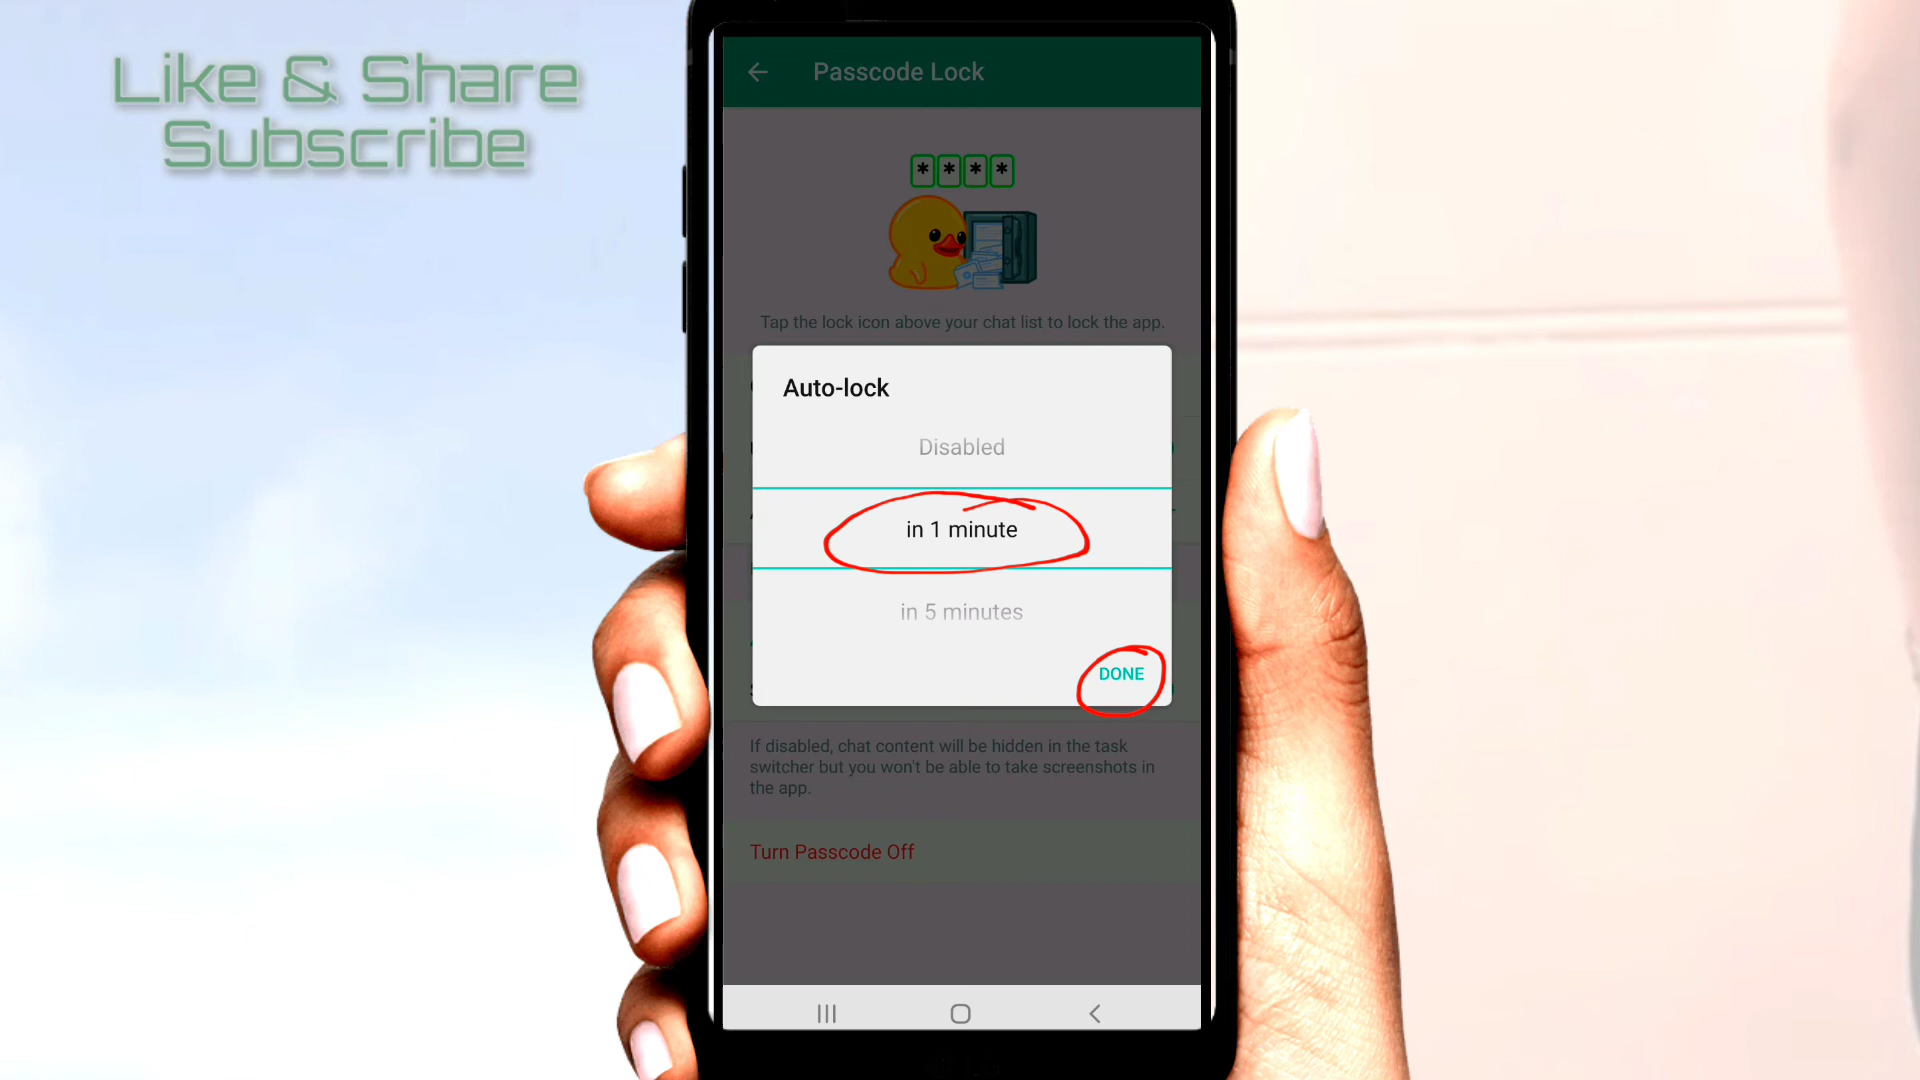 Like & Share
Subscribe
Passcode Lock
* * * *
Tap the lock icon above your chat list to lock the app.
Auto-lock
Disabled
in 1 minute
in 5 minutes
DONE
If disabled, chat content will be hidden in the task
switcher but you won't be able to take screenshots in
the app.
Turn Passcode Off